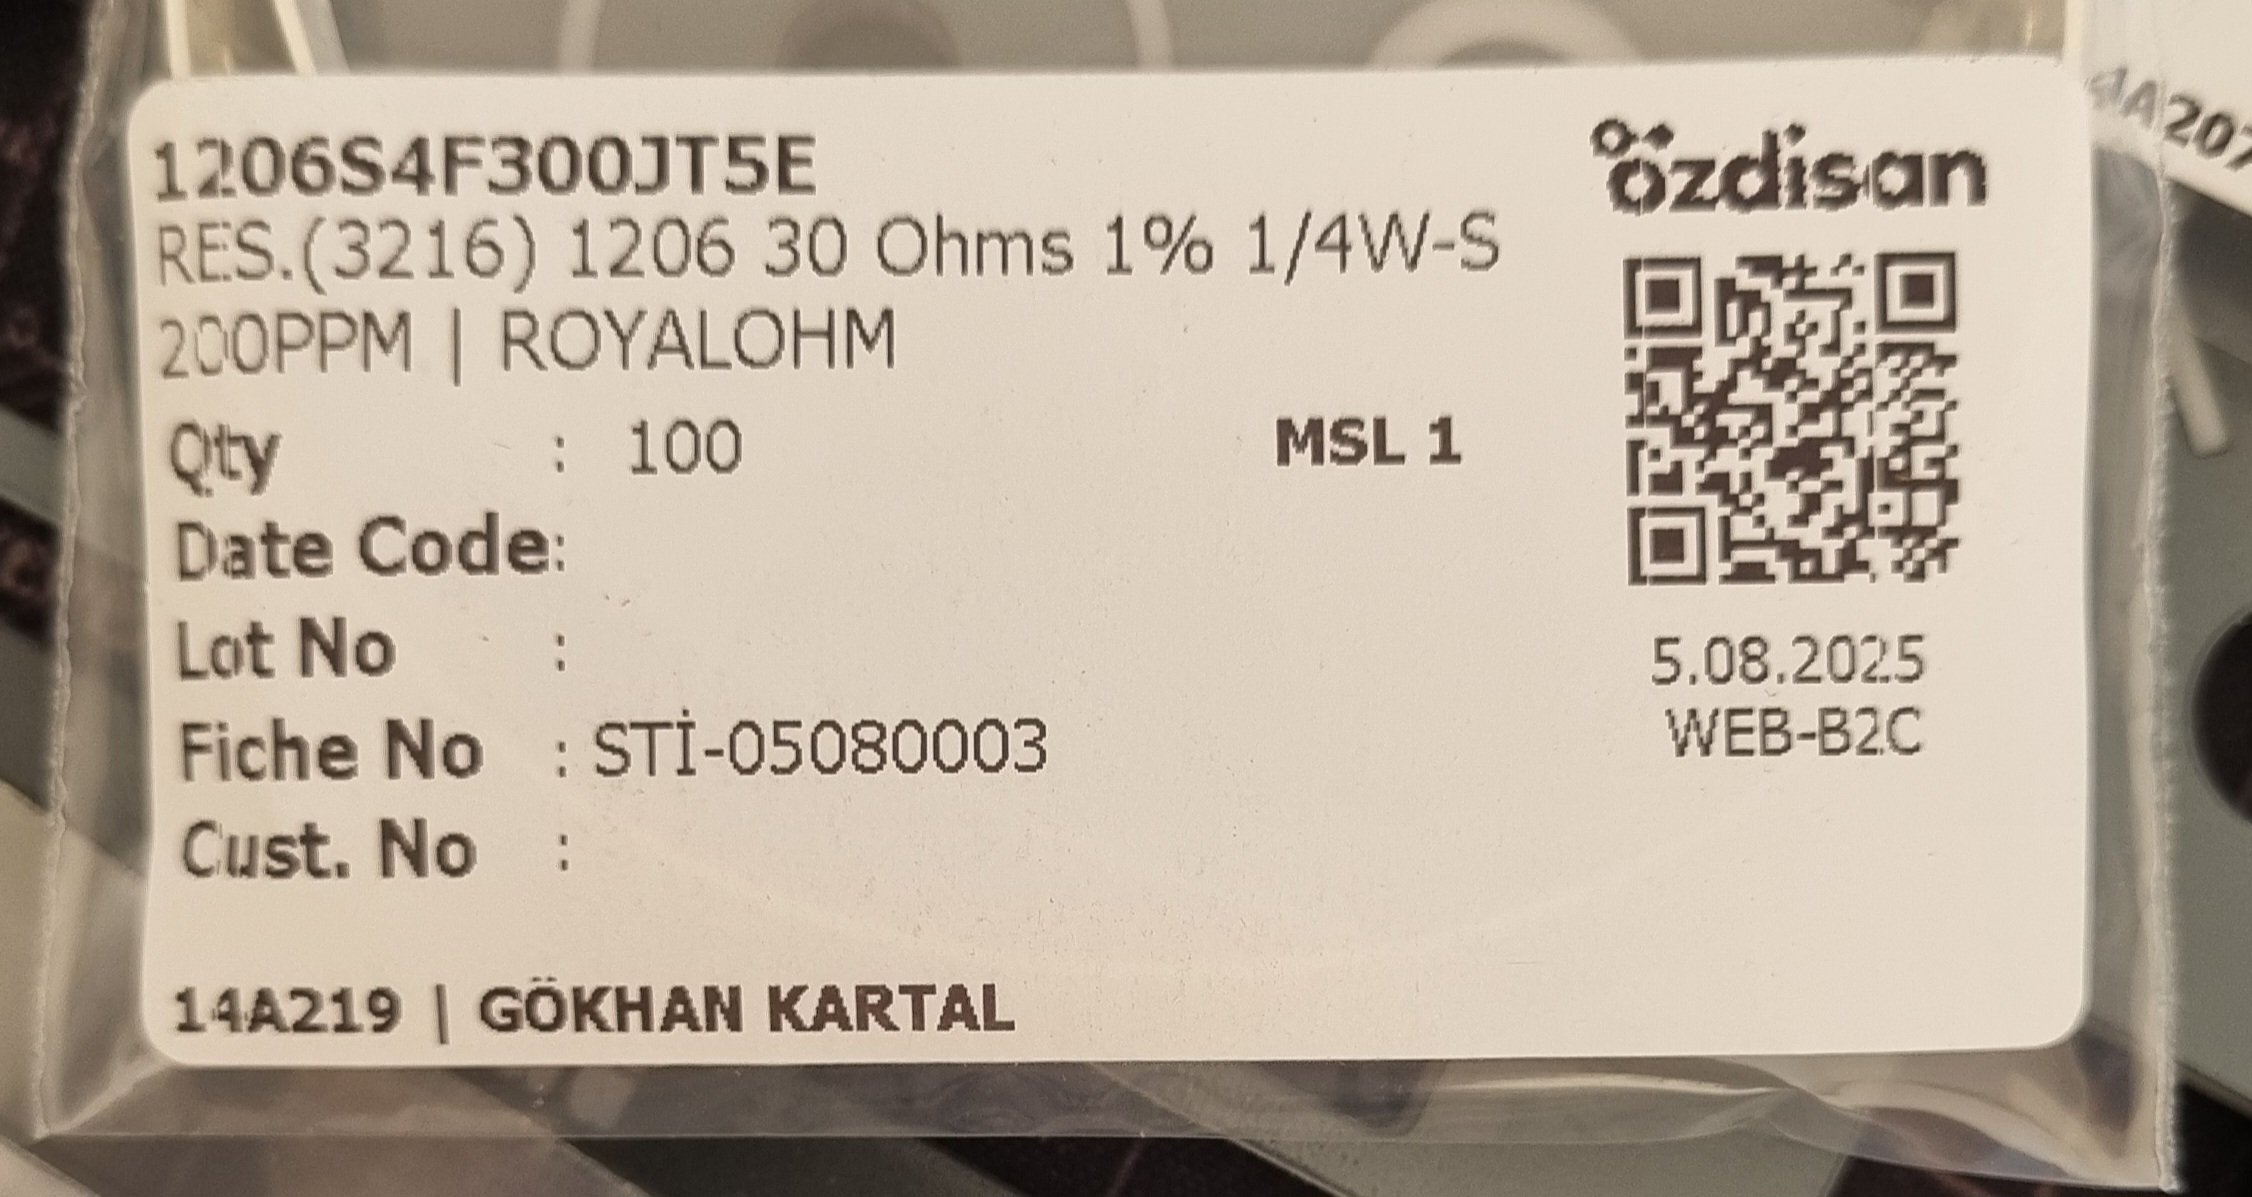 1206S4F300JT5E
özdisan
RES.(3216) 1206 30 Ohms 1% 1/4W-S
200PPM | ROYALOHM
Qty : 100
MSL 1
Date Code:
Lot No :
5.08.2025
WEB-B2C
Fiche No : STİ-05080003
Cust. No :
14A219 | GÖKHAN KARTAL